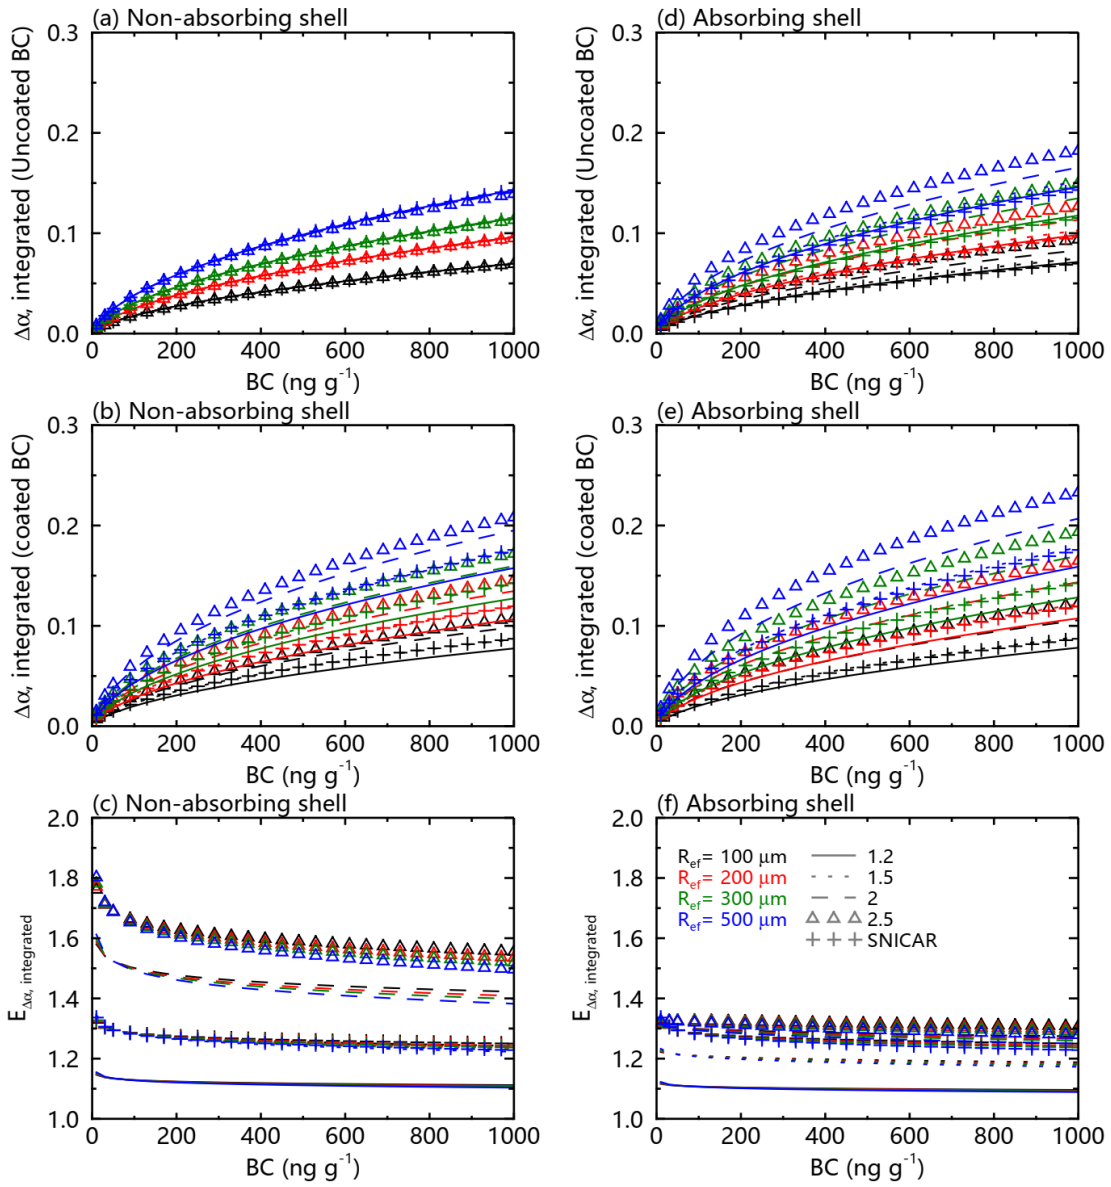 (a) Non-absorbing shell
Δα, integrated (Uncoated BC)
0.3
0.2
0.1
0.0
0 200 400 600 800 1000
BC (ng g⁻¹)
(d) Absorbing shell
Δα, integrated (Uncoated BC)
0.3
0.2
0.1
0.0
0 200 400 600 800 1000
BC (ng g⁻¹)
(b) Non-absorbing shell
Δα, integrated (coated BC)
0.3
0.2
0.1
0.0
0 200 400 600 800 1000
BC (ng g⁻¹)
(e) Absorbing shell
Δα, integrated (coated BC)
0.3
0.2
0.1
0.0
0 200 400 600 800 1000
BC (ng g⁻¹)
(c) Non-absorbing shell
E Δα, integrated
2.0
1.8
1.6
1.4
1.2
1.0
0 200 400 600 800 1000
BC (ng g⁻¹)
(f) Absorbing shell
E Δα, integrated
2.0
1.8
1.6
1.4
1.2
1.0
Ref= 100 μm 1.2
Ref= 200 μm 1.5
Ref= 300 μm 2
Ref= 500 μm 2.5
SNICAR
0 200 400 600 800 1000
BC (ng g⁻¹)